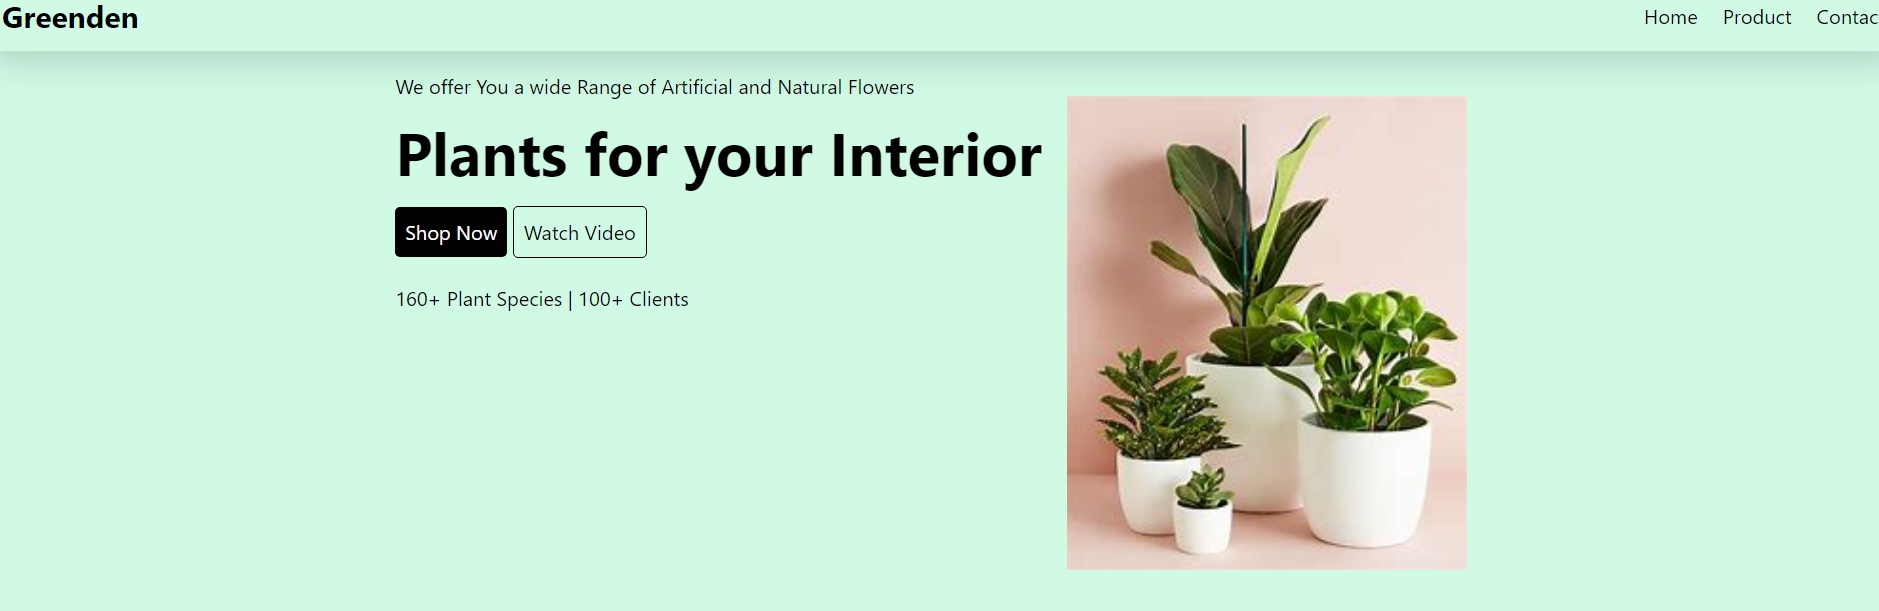 Greenden
Home Product Contac
We offer You a wide Range of Artificial and Natural Flowers
Plants for your Interior
Shop Now Watch Video
160+ Plant Species | 100+ Clients